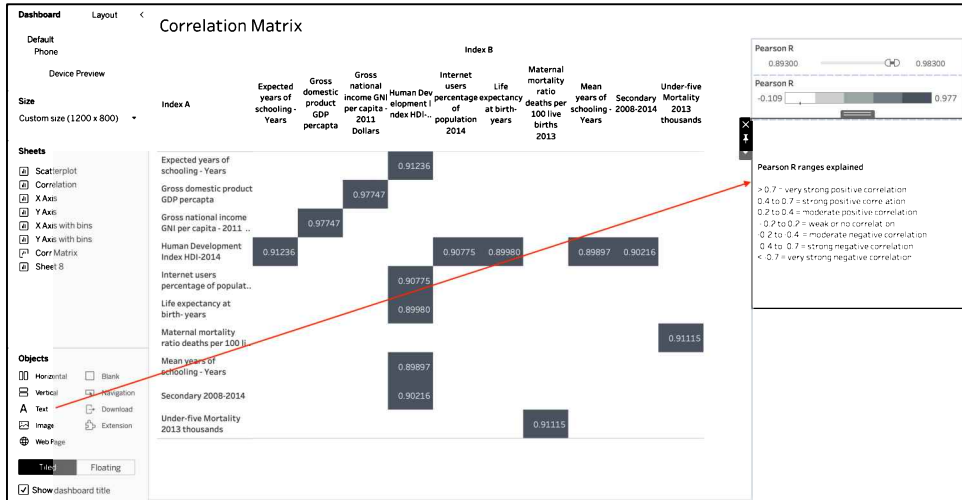 Dashboard Layout <
Default
Phone
Device Preview
Size
Custom size (1200 x 800)
Sheets
Scatterplot
Correlation
X Axis
Y Axis
X Axis with bins
Y Axis with bins
Corr Matrix
Sheet 8
Objects
Horizontal Blank
Vertical Navigation
A Text Download
Image Extension
Web Page
Tiled Floating
Show dashboard title
Correlation Matrix
Index B
Index A
Expected
years of
schooling -
Years
Gross
domestic
product
GDP
percapta
Gross
national
income GNI
per capita -
2011
Dollars
Human Dev
elopment I
ndex HDI-..
Internet
users
percentage
of
population
2014
Life
expectancy
at birth-
years
Maternal
mortality
ratio
deaths per
100 live
births
2013
Mean
years of
schooling -
Years
Secondary
2008-2014
Under-five
Mortality
2013
thousands
Expected years of
schooling - Years
0.91236
Gross domestic product
GDP percapta
0.97747
Gross national income
GNI per capita - 2011 ..
0.97747
Human Development
Index HDI-2014
0.91236 0.90775 0.89980 0.89897 0.90216
Internet users
percentage of populat..
0.90775
Life expectancy at
birth- years
0.89980
Maternal mortality
ratio deaths per 100 li..
0.91115
Mean years of
schooling - Years
0.89897
Secondary 2008-2014
0.90216
Under-five Mortality
2013 thousands
0.91115
Pearson R
0.89300 0.98300
Pearson R
-0.109 0.977
Pearson R ranges explained
> 0.7 = very strong positive correlation
0.4 to 0.7 = strong positive correlation
0.2 to 0.4 = moderate positive correlation
-0.2 to 0.2 = weak or no correlation
-0.2 to -0.4 = moderate negative correlation
-0.4 to -0.7 = strong negative correlation
< -0.7 = very strong negative correlation